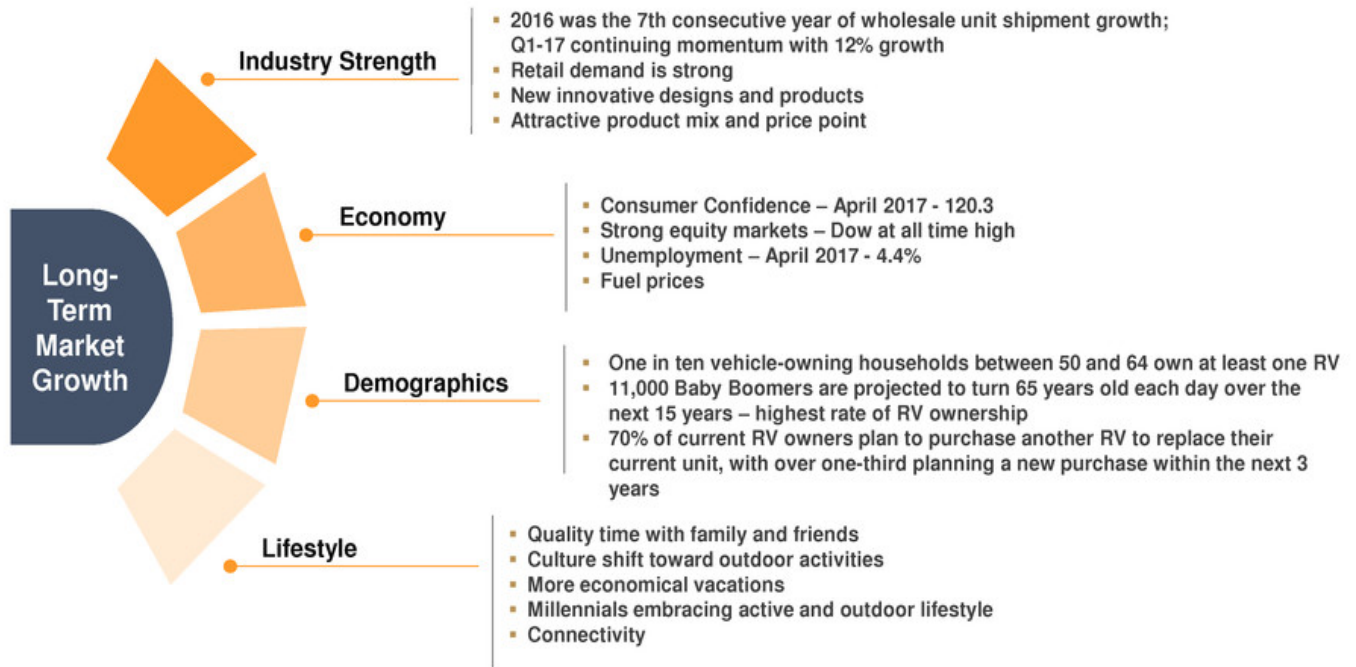 Long-
Term
Market
Growth
Industry Strength
▪ 2016 was the 7th consecutive year of wholesale unit shipment growth;
Q1-17 continuing momentum with 12% growth
▪ Retail demand is strong
▪ New innovative designs and products
▪ Attractive product mix and price point
Economy
▪ Consumer Confidence – April 2017 - 120.3
▪ Strong equity markets – Dow at all time high
▪ Unemployment – April 2017 - 4.4%
▪ Fuel prices
Demographics
▪ One in ten vehicle-owning households between 50 and 64 own at least one RV
▪ 11,000 Baby Boomers are projected to turn 65 years old each day over the
next 15 years – highest rate of RV ownership
▪ 70% of current RV owners plan to purchase another RV to replace their
current unit, with over one-third planning a new purchase within the next 3
years
Lifestyle
▪ Quality time with family and friends
▪ Culture shift toward outdoor activities
▪ More economical vacations
▪ Millennials embracing active and outdoor lifestyle
▪ Connectivity